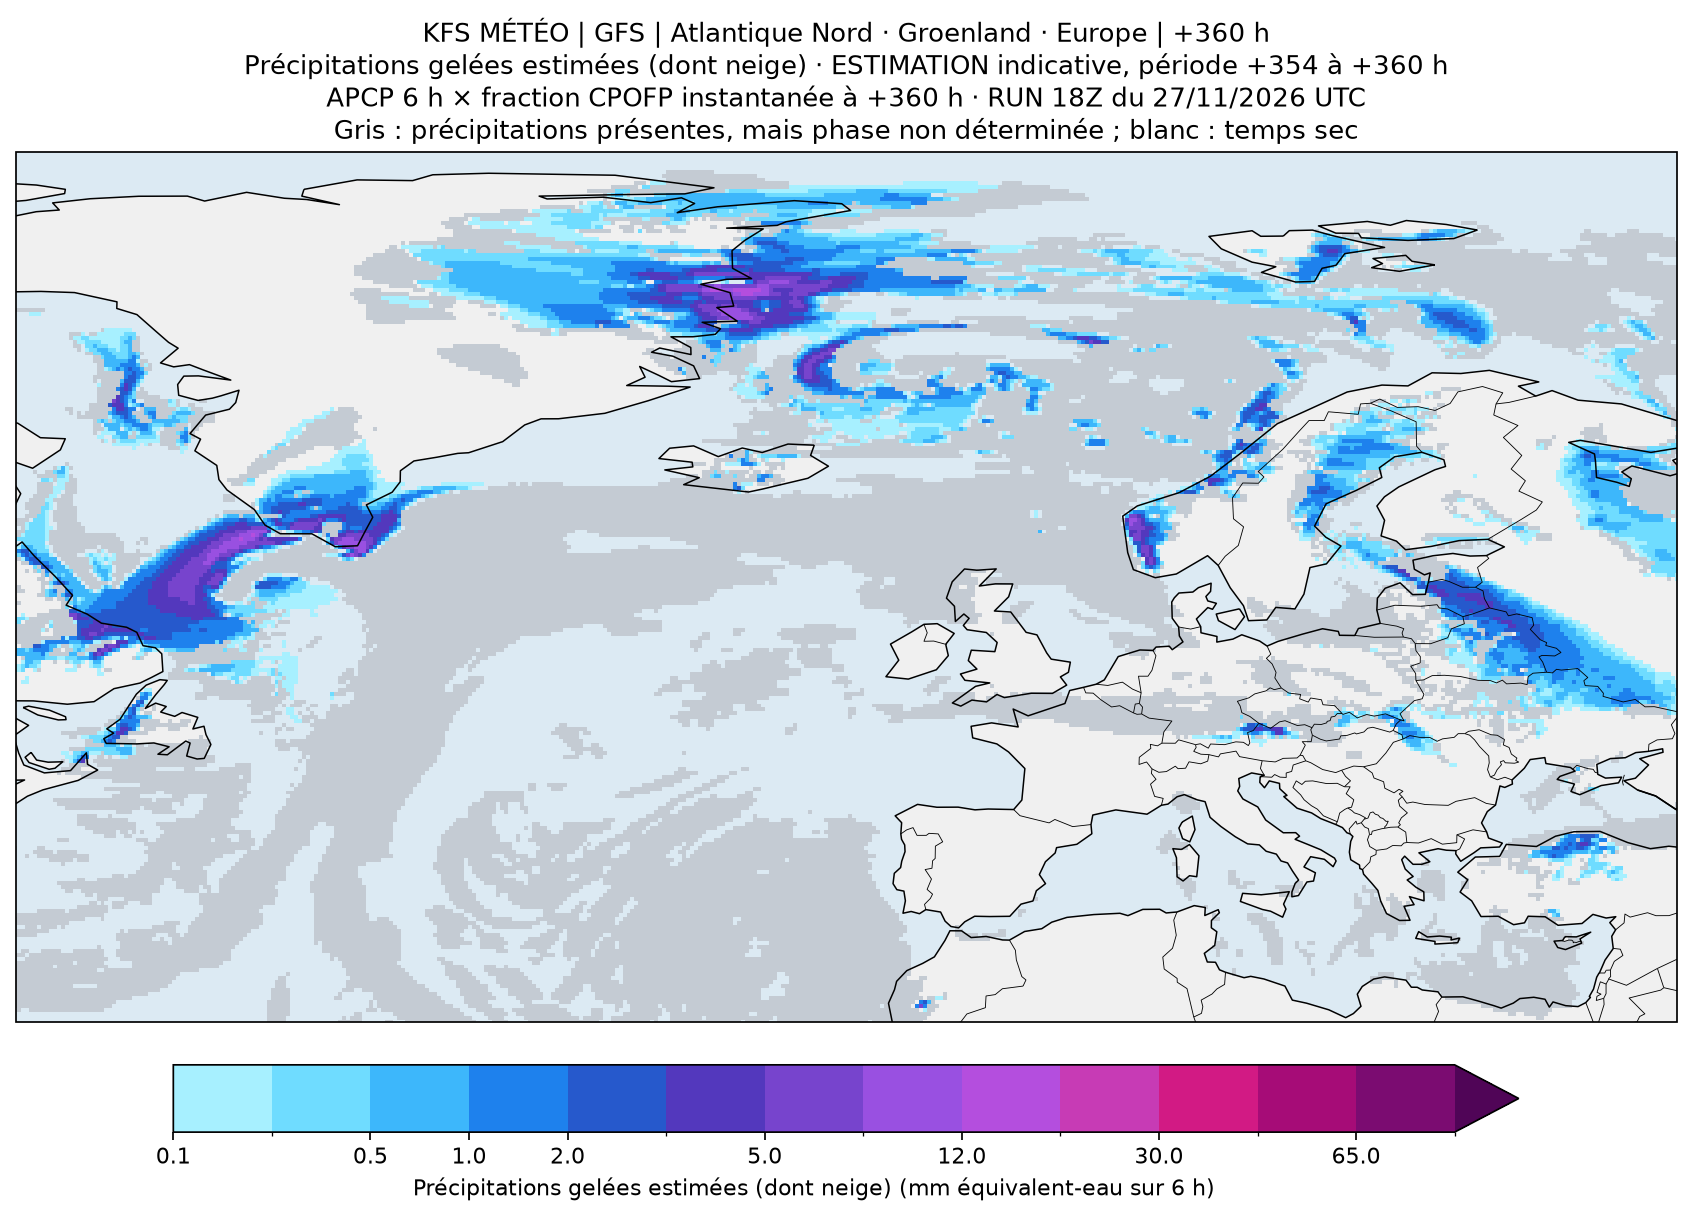 KFS MÉTÉO | GFS | Atlantique Nord · Groenland · Europe | +360 h
Précipitations gelées estimées (dont neige) · ESTIMATION indicative, période +354 à +360 h
APCP 6 h × fraction CPOFP instantanée à +360 h · RUN 18Z du 27/11/2026 UTC
Gris : précipitations présentes, mais phase non déterminée ; blanc : temps sec
0.1 0.5 1.0 2.0 5.0 12.0 30.0 65.0
Précipitations gelées estimées (dont neige) (mm équivalent-eau sur 6 h)